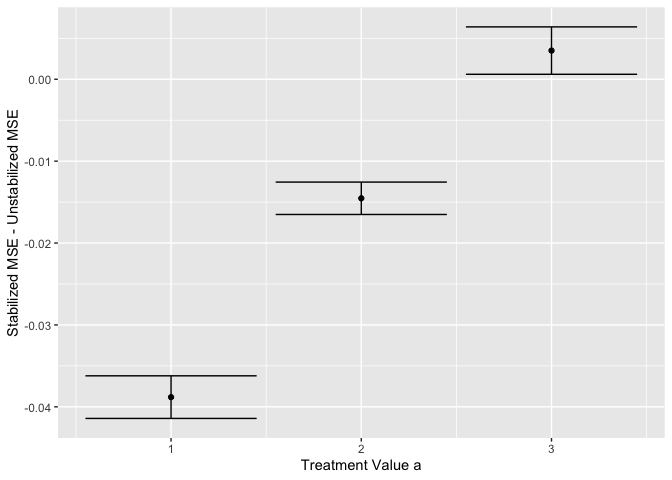 Stabilized MSE - Unstabilized MSE
0.00
-0.01
-0.02
-0.03
-0.04
1 2 3
Treatment Value a